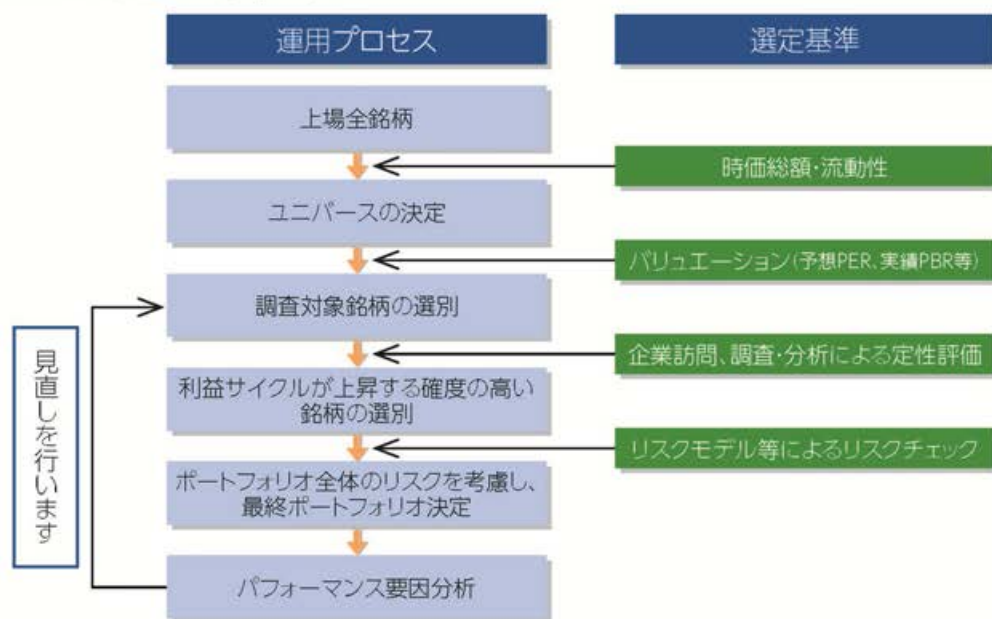 運用プロセス
選定基準
上場全銘柄
時価総額・流動性
ユニバースの決定
バリュエーション(予想PER、実績PBR等)
調査対象銘柄の選別
企業訪問、調査・分析による定性評価
利益サイクルが上昇する確度の高い
銘柄の選別
リスクモデル等によるリスクチェック
ポートフォリオ全体のリスクを考慮し、
最終ポートフォリオ決定
パフォーマンス要因分析
見直しを行います